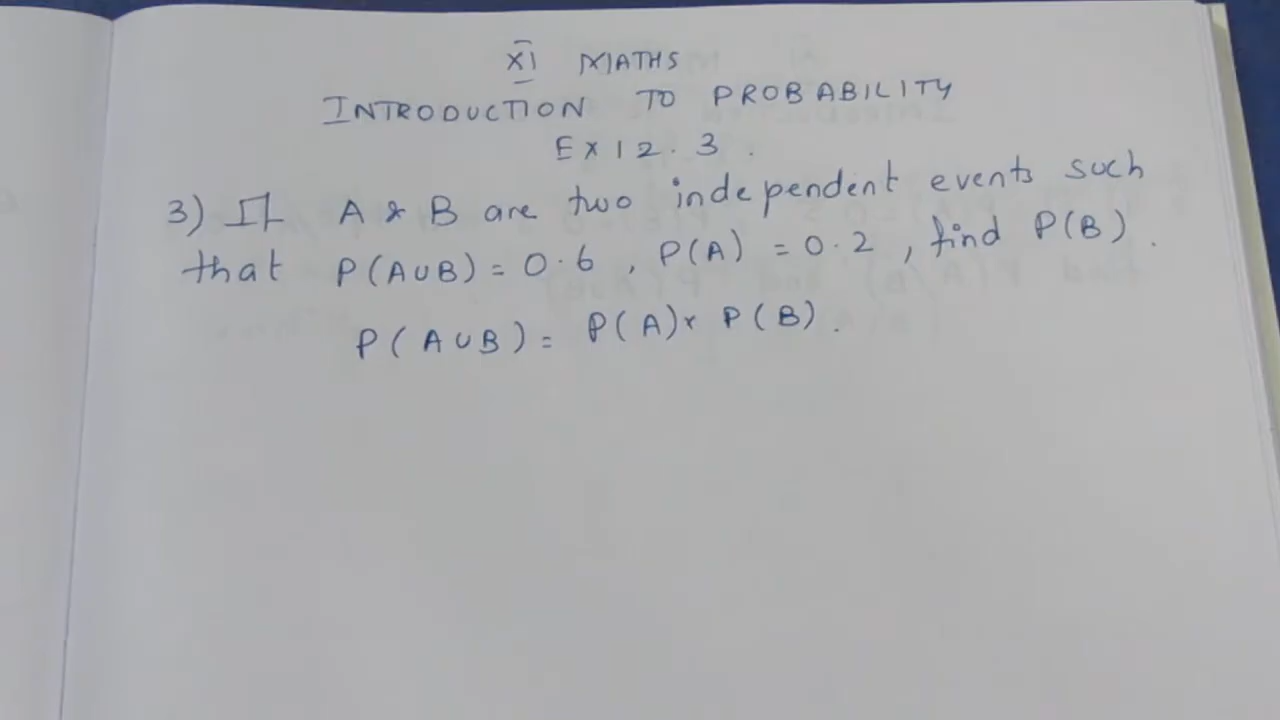 XI MATHS
INTRODUCTION TO PROBABILITY
EX 12.3.
3) If A & B are two independent events such
that P(A∪B) = 0.6, P(A) = 0.2, find P(B).
P(A∪B) = P(A) × P(B).